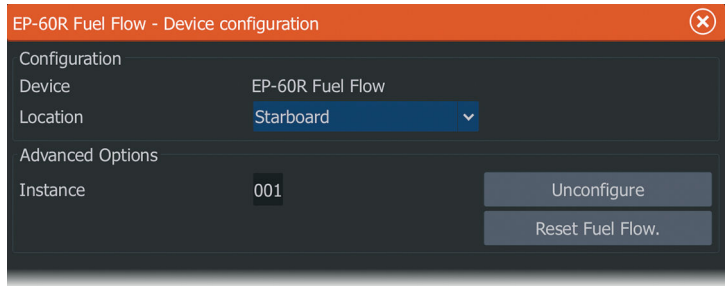 EP-60R Fuel Flow - Device configuration
Configuration
Device EP-60R Fuel Flow
Location Starboard
Advanced Options
Instance 001 Unconfigure
Reset Fuel Flow.